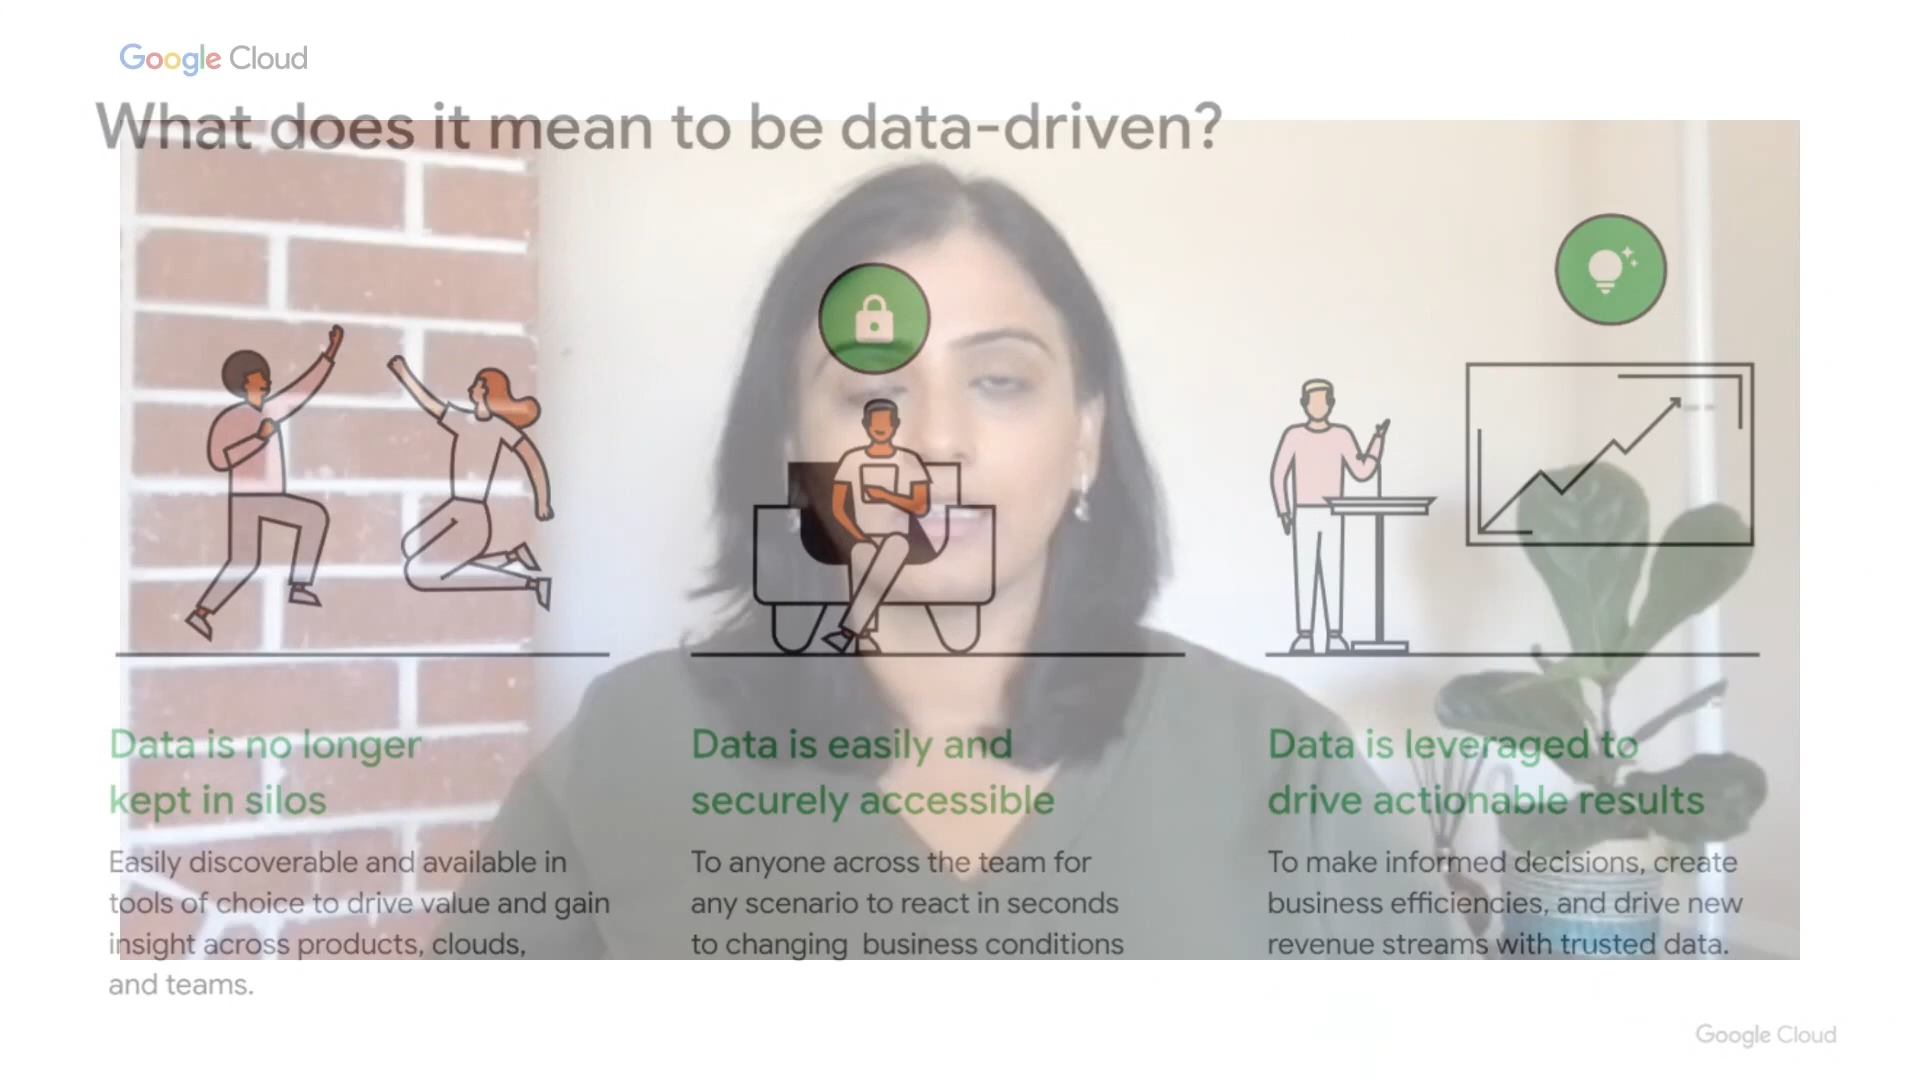 Google Cloud
What does it mean to be data-driven?
Data is no longer
kept in silos
Easily discoverable and available in
tools of choice to drive value and gain
insight across products, clouds,
and teams.
Data is easily and
securely accessible
To anyone across the team for
any scenario to react in seconds
to changing business conditions
Data is leveraged to
drive actionable results
To make informed decisions, create
business efficiencies, and drive new
revenue streams with trusted data.
Google Cloud